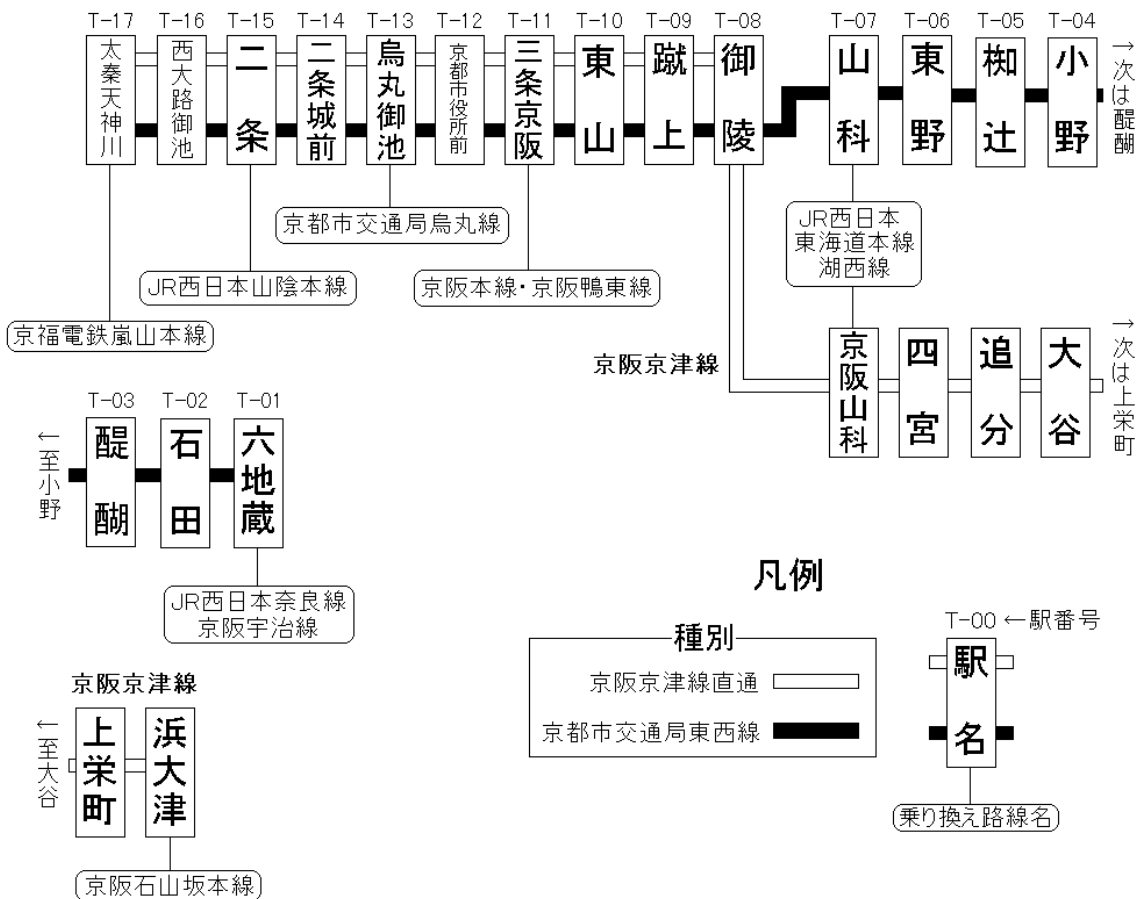 T-17 T-16 T-15 T-14 T-13 T-12 T-11 T-10 T-09 T-08 T-07 T-06 T-05 T-04
太秦天神川
西大路御池
二条
二条城前
烏丸御池
京都市役所前
三条京阪
東山
蹴上
御陵
山科
東野
椥辻
小野
→次は醍醐
京都市交通局烏丸線
JR西日本
東海道本線
湖西線
JR西日本山陰本線
京阪本線・京阪鴨東線
京福電鉄嵐山本線
京阪京津線
京阪山科
四宮
追分
大谷
→次は上栄町
T-03 T-02 T-01
←至小野
醍醐
石田
六地蔵
JR西日本奈良線
京阪宇治線
凡例
種別
京阪京津線直通
京都市交通局東西線
T-00 ←駅番号
駅名
乗り換え路線名
京阪京津線
←至大谷
上栄町
浜大津
京阪石山坂本線